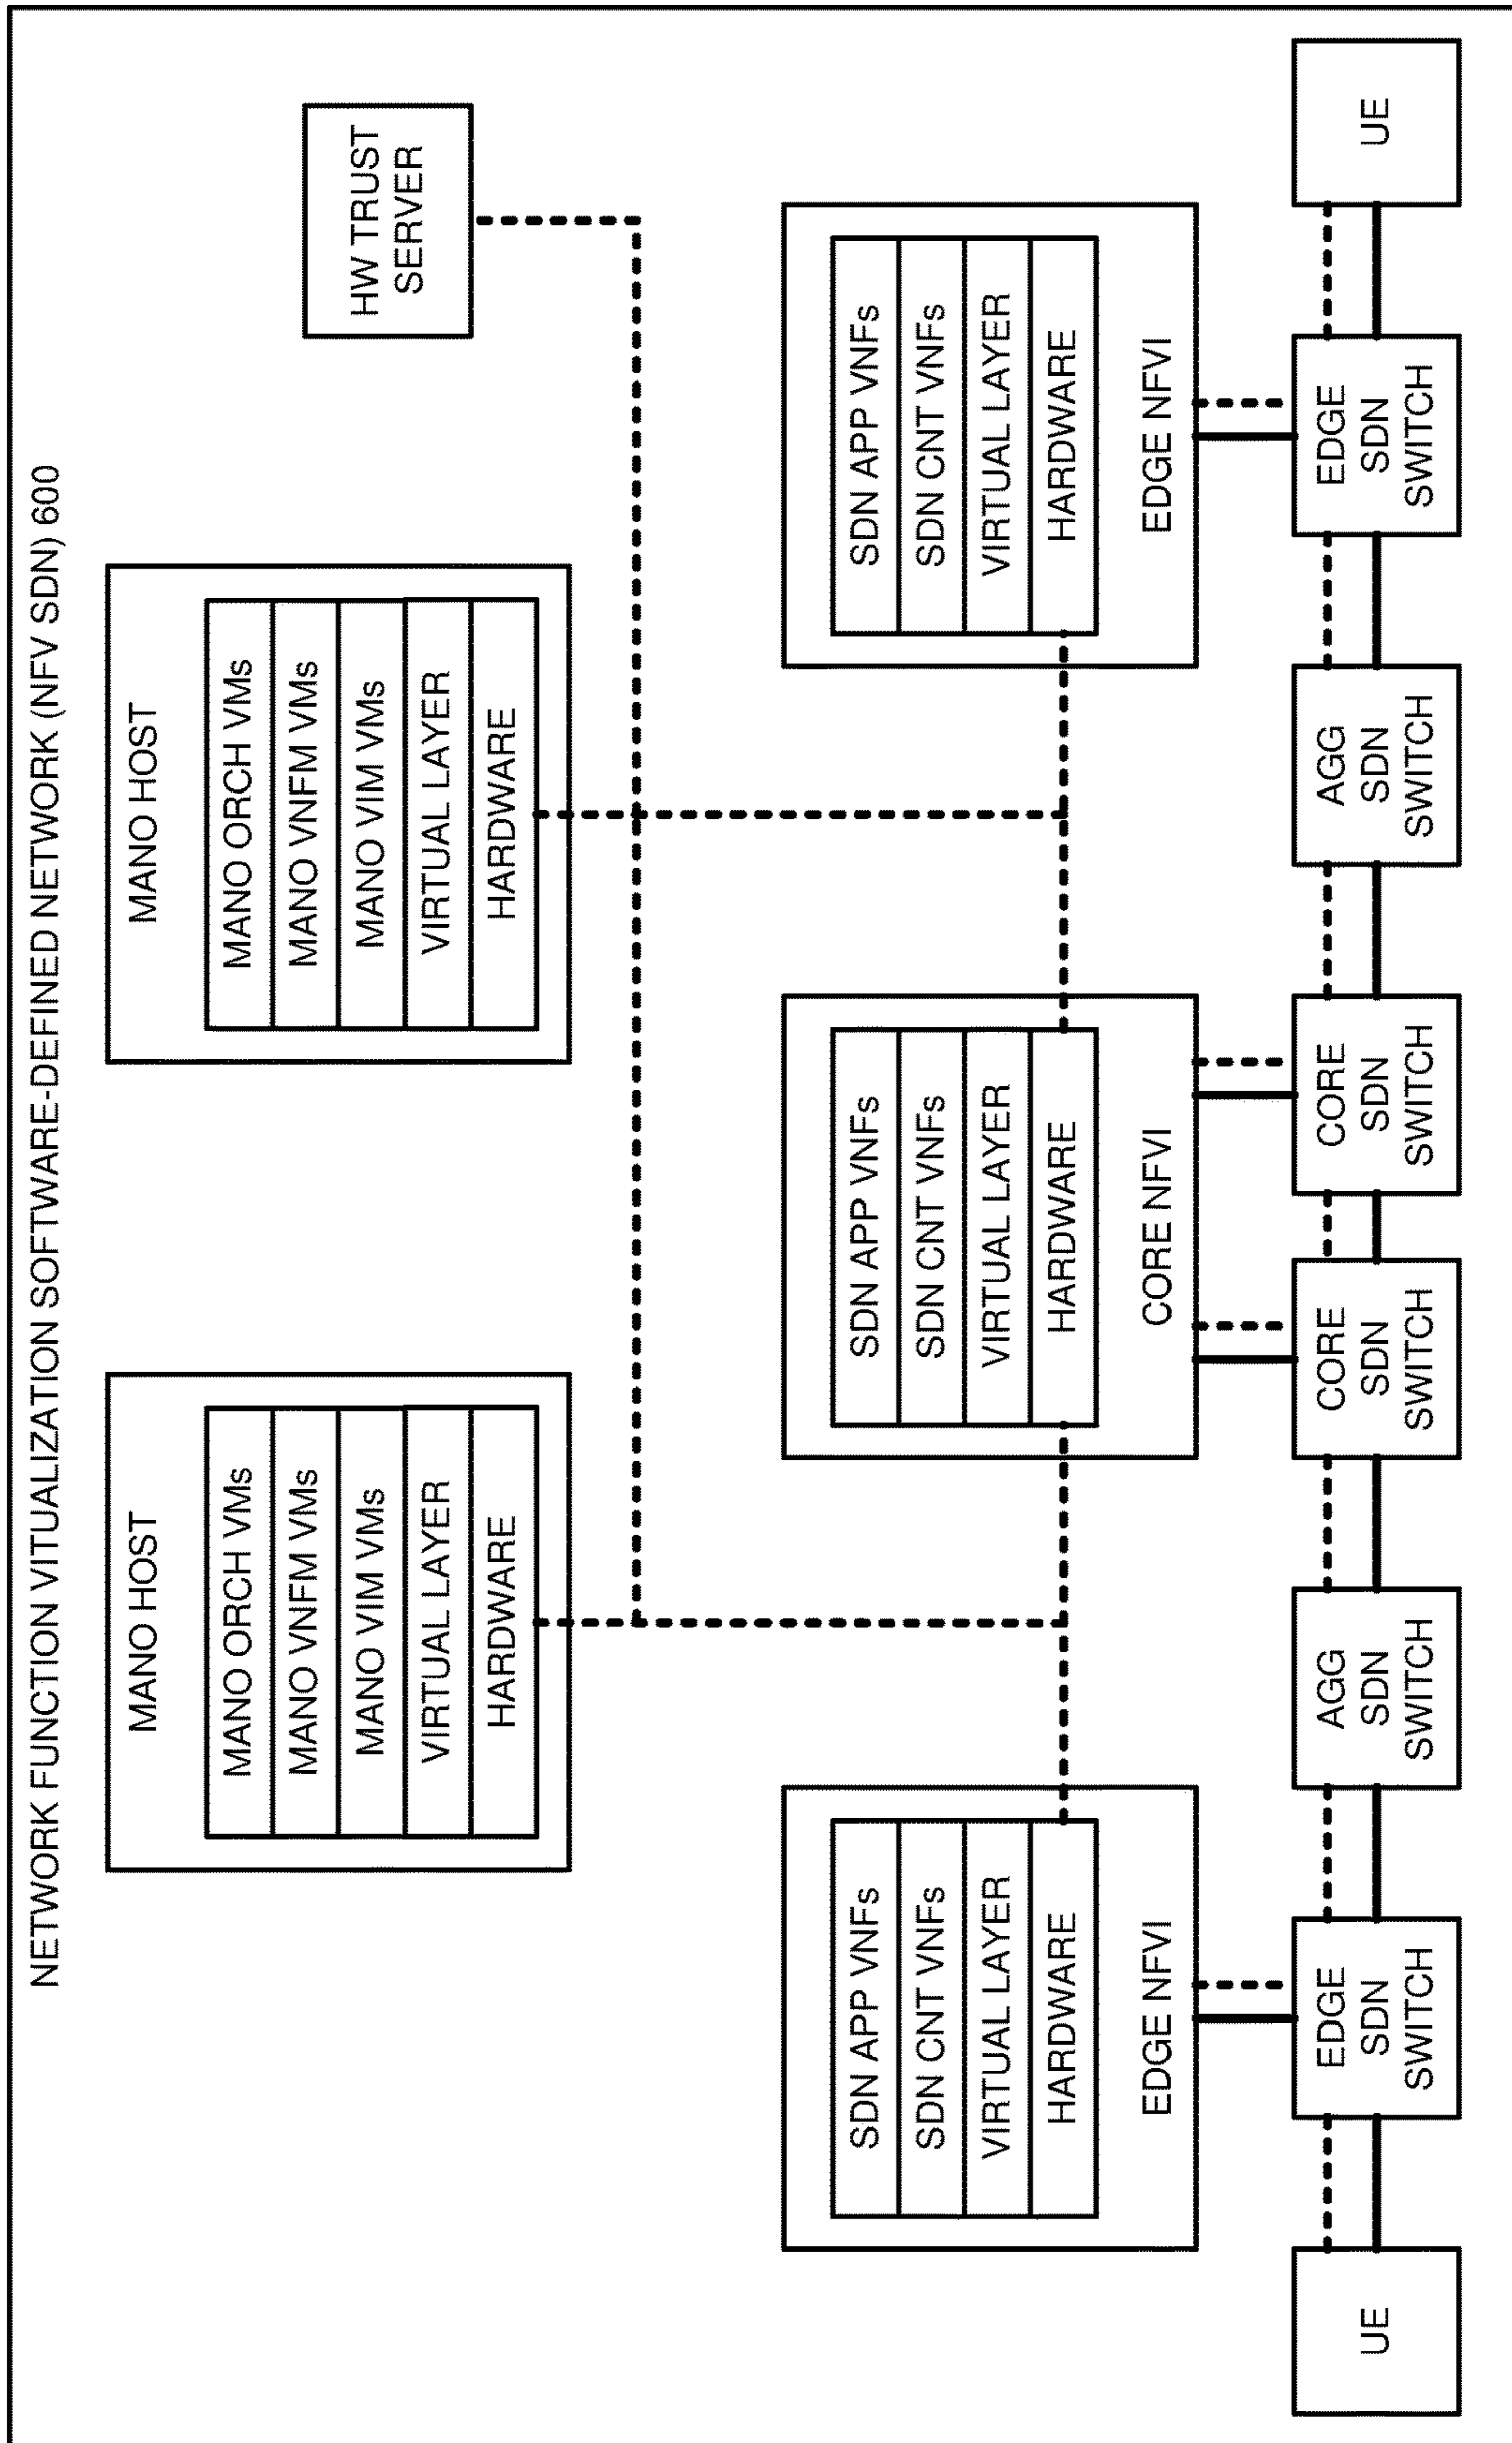 NETWORK FUNCTION VITUALIZATION SOFTWARE-DEFINED NETWORK (NFV SDN) 600
MANO HOST
MANO ORCH VMs
MANO VNFM VMs
MANO VIM VMs
VIRTUAL LAYER
HARDWARE
MANO HOST
MANO ORCH VMs
MANO VNFM VMs
MANO VIM VMs
VIRTUAL LAYER
HARDWARE
HW TRUST
SERVER
SDN APP VNFs
SDN CNT VNFs
VIRTUAL LAYER
HARDWARE
EDGE NFVI
SDN APP VNFs
SDN CNT VNFs
VIRTUAL LAYER
HARDWARE
CORE NFVI
SDN APP VNFs
SDN CNT VNFs
VIRTUAL LAYER
HARDWARE
EDGE NFVI
UE
EDGE
SDN
SWITCH
AGG
SDN
SWITCH
CORE
SDN
SWITCH
CORE
SDN
SWITCH
AGG
SDN
SWITCH
EDGE
SDN
SWITCH
UE